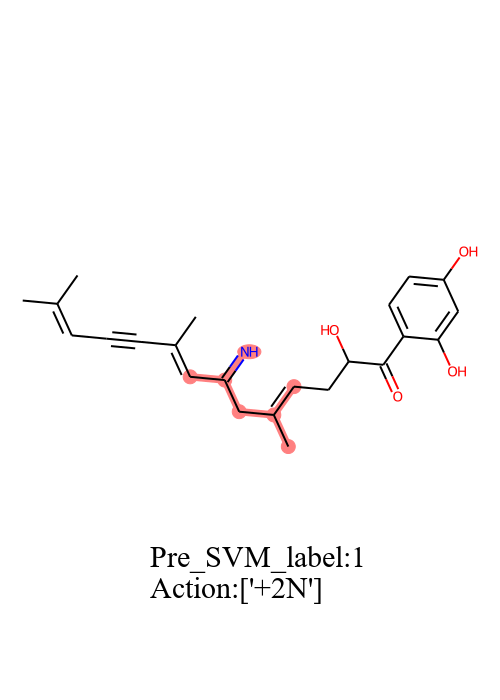 OH
HO
NH
OH
O
Pre_SVM_label:1
Action:['+2N']